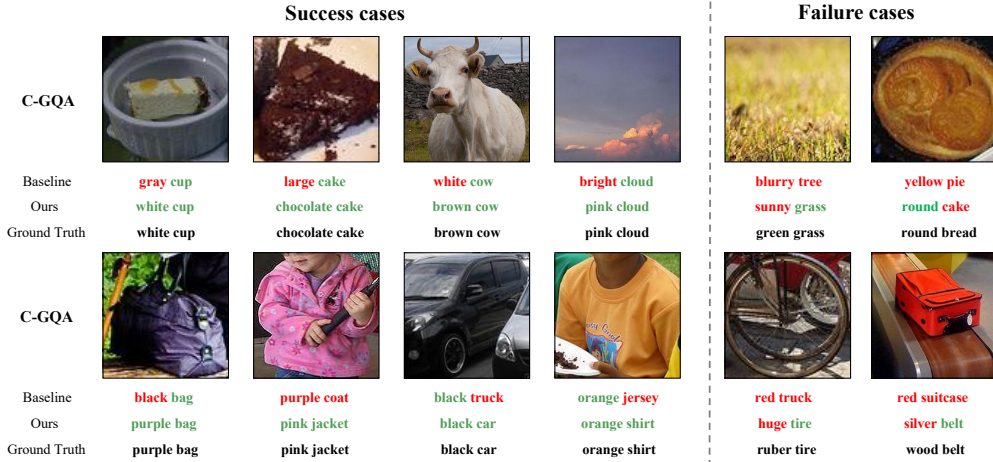 Success cases Failure cases
C-GQA
Baseline gray cup large cake white cow bright cloud blurry tree yellow pie
Ours white cup chocolate cake brown cow pink cloud sunny grass round cake
Ground Truth white cup chocolate cake brown cow pink cloud green grass round bread
C-GQA
Baseline black bag purple coat black truck orange jersey red truck red suitcase
Ours purple bag pink jacket black car orange shirt huge tire silver belt
Ground Truth purple bag pink jacket black car orange shirt ruber tire wood belt